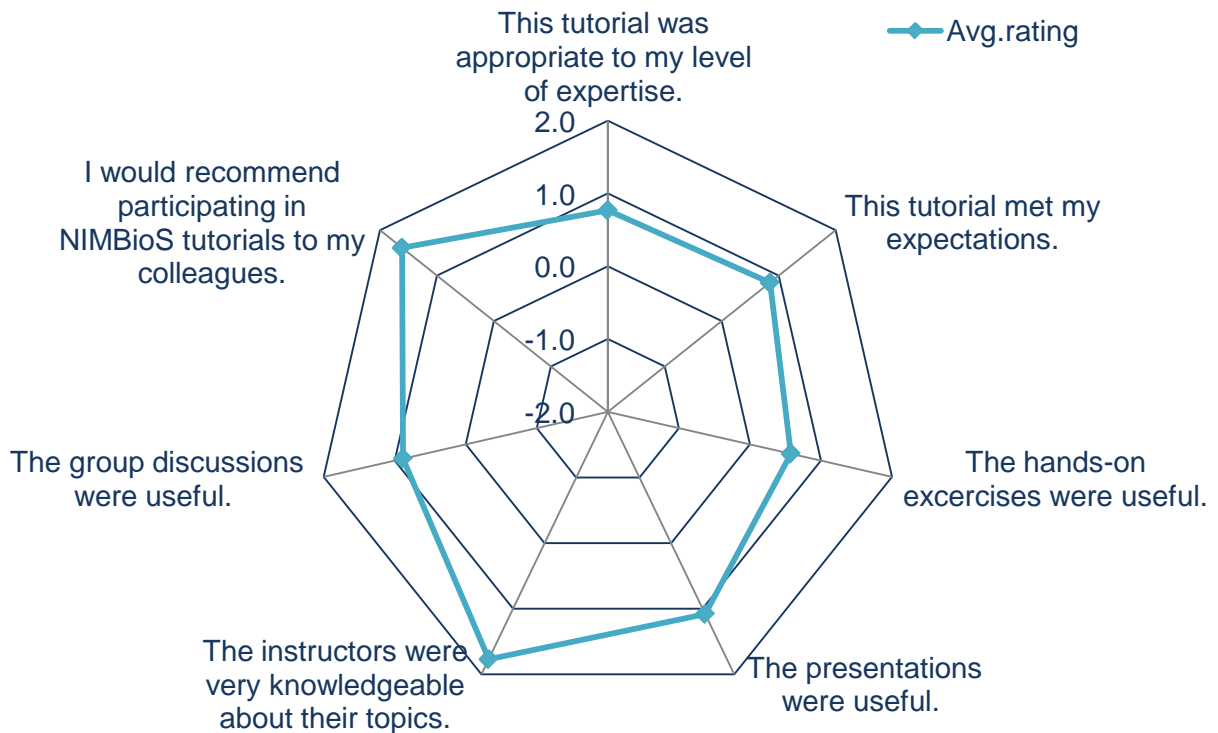 This tutorial was
appropriate to my level
of expertise.
Avg.rating
2.0
1.0
0.0
-1.0
-2.0
This tutorial met my
expectations.
The hands-on
excercises were useful.
The presentations
were useful.
The instructors were
very knowledgeable
about their topics.
The group discussions
were useful.
I would recommend
participating in
NIMBioS tutorials to my
colleagues.